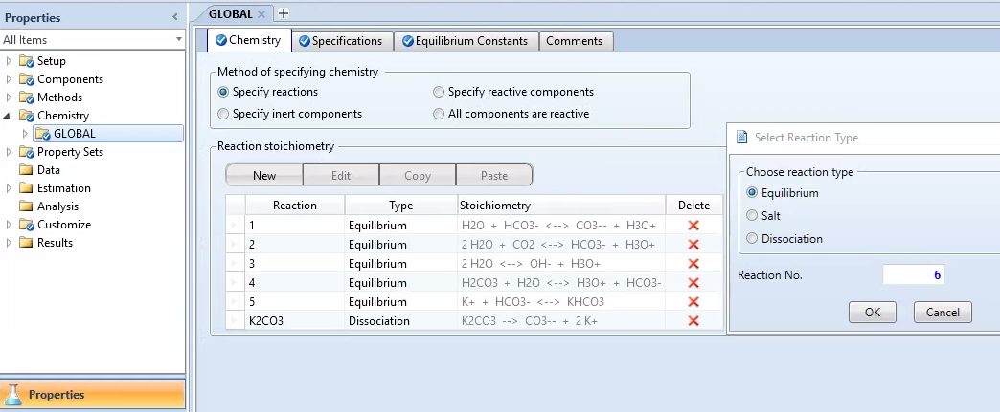 Properties
All Items
Setup
Components
Methods
Chemistry
GLOBAL
Property Sets
Data
Estimation
Analysis
Customize
Results
Properties
GLOBAL
Chemistry Specifications Equilibrium Constants Comments
Method of specifying chemistry
Specify reactions Specify reactive components
Specify inert components All components are reactive
Reaction stoichiometry
New Edit Copy Paste
Reaction Type Stoichiometry Delete
1 Equilibrium H2O + HCO3- <--> CO3-- + H3O+
2 Equilibrium 2 H2O + CO2 <--> HCO3- + H3O+
3 Equilibrium 2 H2O <--> OH- + H3O+
4 Equilibrium H2CO3 + H2O <--> H3O+ + HCO3-
5 Equilibrium K+ + HCO3- <--> KHCO3
K2CO3 Dissociation K2CO3 --> CO3-- + 2 K+
Select Reaction Type
Choose reaction type
Equilibrium
Salt
Dissociation
Reaction No. 6
OK Cancel